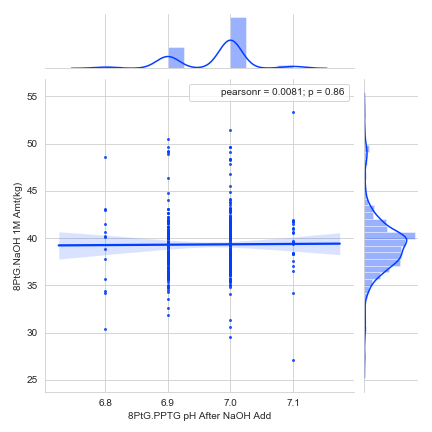 pearsonr = 0.0081; p = 0.86
55
50
45
40
35
30
25
8PtG.NaOH 1M Amt(kg)
6.8 6.9 7.0 7.1
8PtG.PPTG pH After NaOH Add